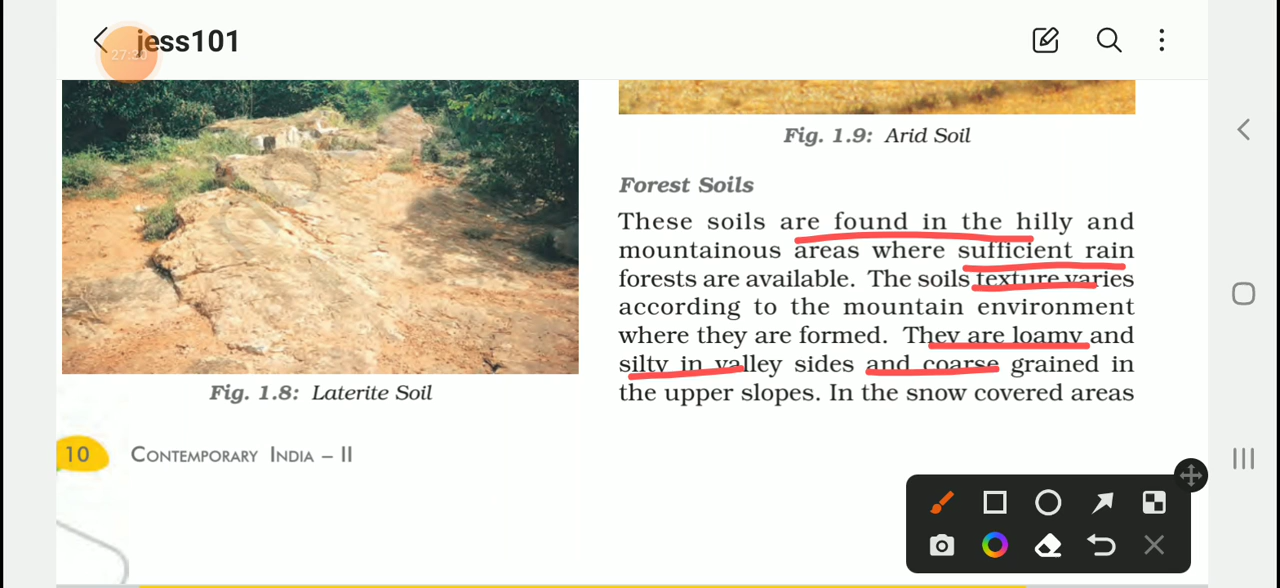 jess101
27:20
Fig. 1.9: Arid Soil
Forest Soils
These soils are found in the hilly and
mountainous areas where sufficient rain
forests are available. The soils texture varies
according to the mountain environment
where they are formed. They are loamy and
silty in valley sides and coarse grained in
the upper slopes. In the snow covered areas
Fig. 1.8: Laterite Soil
10 CONTEMPORARY INDIA – II